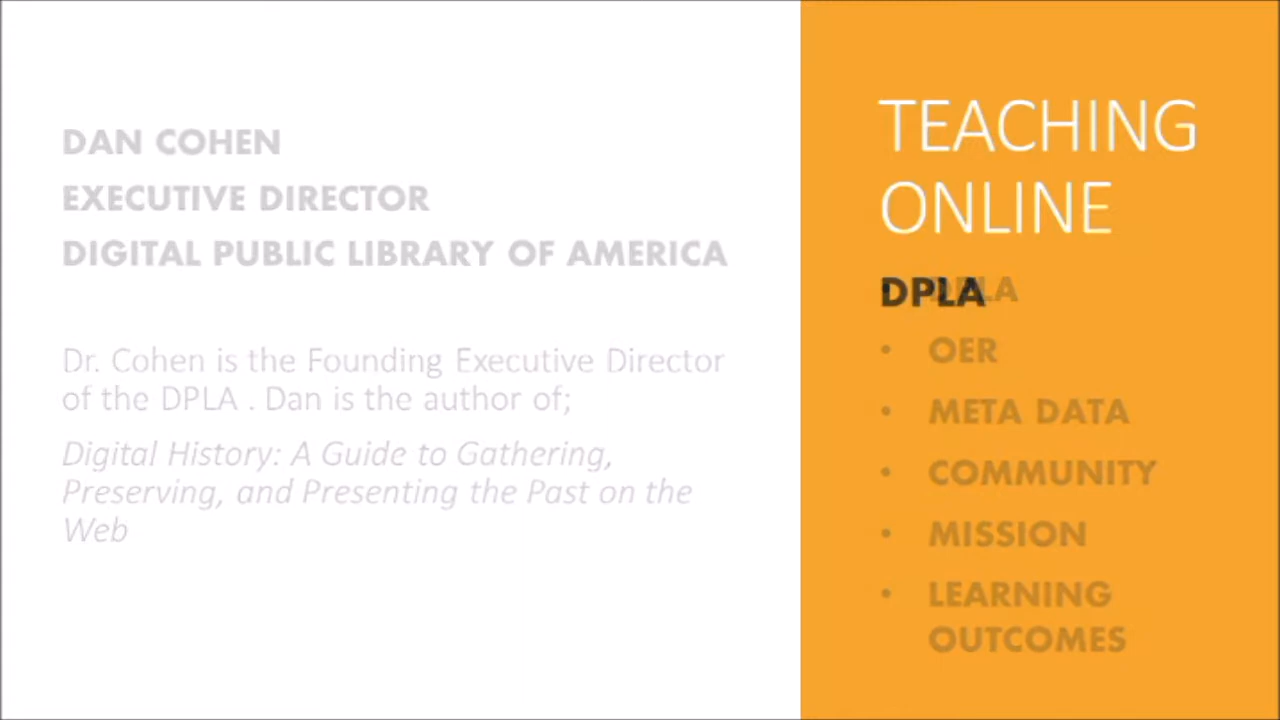 DAN COHEN
EXECUTIVE DIRECTOR
DIGITAL PUBLIC LIBRARY OF AMERICA
Dr. Cohen is the Founding Executive Director
of the DPLA . Dan is the author of;
Digital History: A Guide to Gathering,
Preserving, and Presenting the Past on the
Web
TEACHING
ONLINE
DPLA
• DPLA
• OER
• META DATA
• COMMUNITY
• MISSION
• LEARNING
OUTCOMES